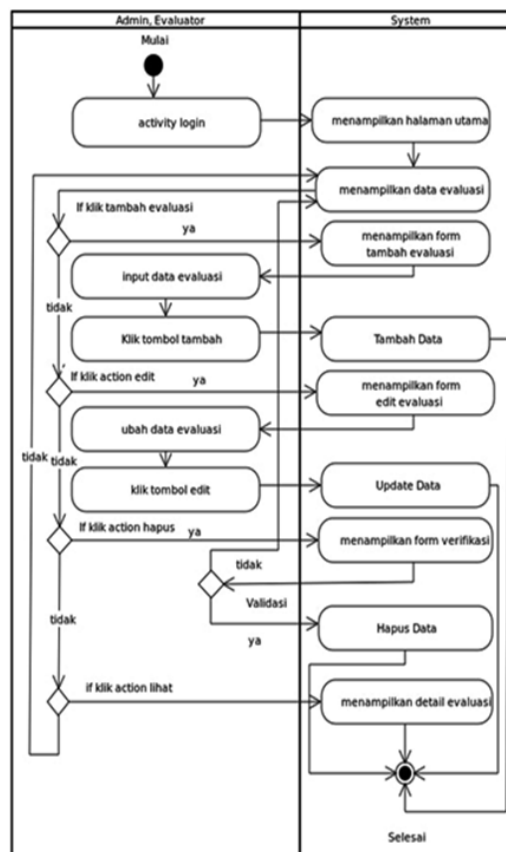 Admin, Evaluator
System
Mulai
activity login
menampilkan halaman utama
menampilkan data evaluasi
If klik tambah evaluasi
ya
menampilkan form
tambah evaluasi
input data evaluasi
tidak
Klik tombol tambah
Tambah Data
If klik action edit
ya
menampilkan form
edit evaluasi
ubah data evaluasi
tidak
tidak
klik tombol edit
Update Data
If klik action hapus
ya
menampilkan form verifikasi
tidak
Validasi
tidak
Hapus Data
ya
if klik action lihat
menampilkan detail evaluasi
Selesai